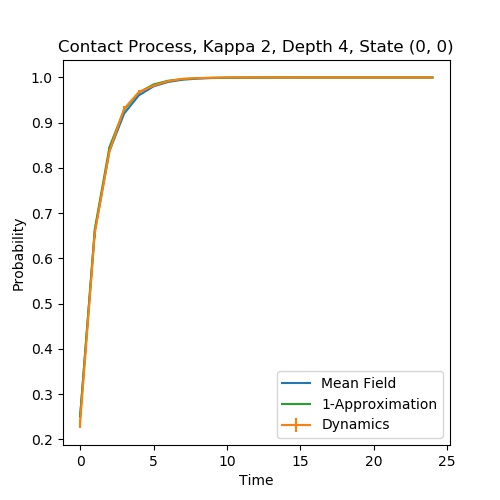 Contact Process, Kappa 2, Depth 4, State (0, 0)
1.0
0.9
0.8
0.7
0.6
0.5
0.4
0.3
0.2
Probability
0
5
10
15
20
25
Time
Mean Field
1-Approximation
Dynamics